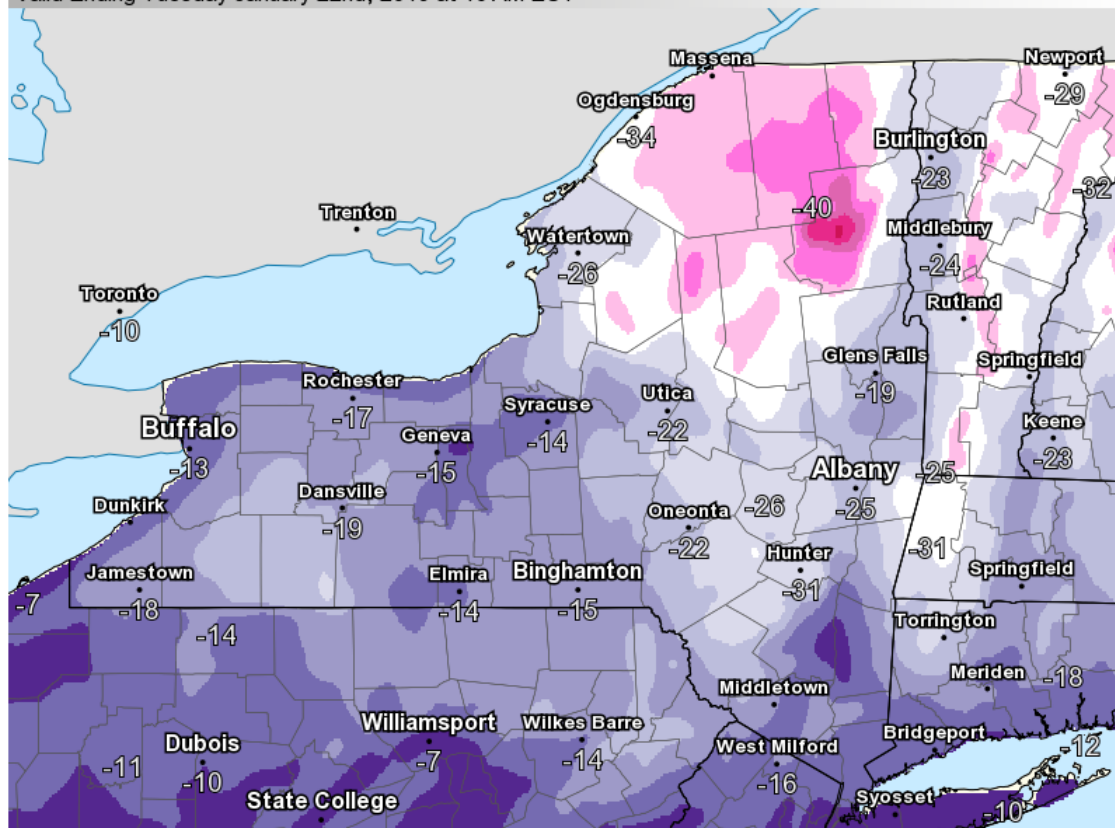 Massena
Newport
-29
Ogdensburg
-34
Burlington
-23
-32
Trenton
-40
Watertown
-26
Middlebury
-24
Toronto
-10
Rutland
Glens Falls
-19
Springfield
Rochester
-17
Utica
-22
Syracuse
-14
Buffalo
-13
Geneva
-15
Keene
-23
Albany
-25
-25
Dansville
-19
Dunkirk
Oneonta
-22
-26
-31
Hunter
-31
Jamestown
-18
Elmira
-14
Binghamton
-15
Springfield
-7
-14
Torrington
Meriden
-18
Middletown
Williamsport
-7
Wilkes Barre
-14
Bridgeport
Dubois
-10
-11
West Milford
-16
-12
State College
Syosset
-10